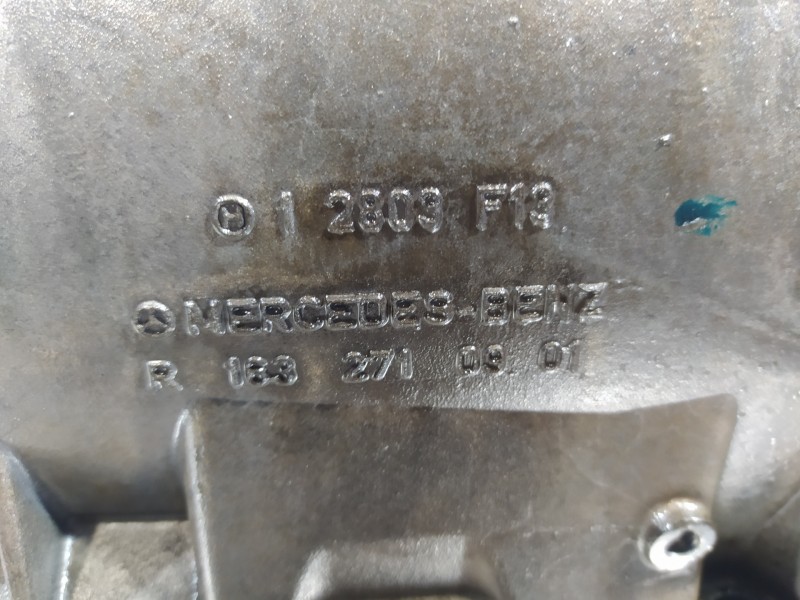 H 1 2803 F13
MERCEDES-BENZ
R 163 271 09 01